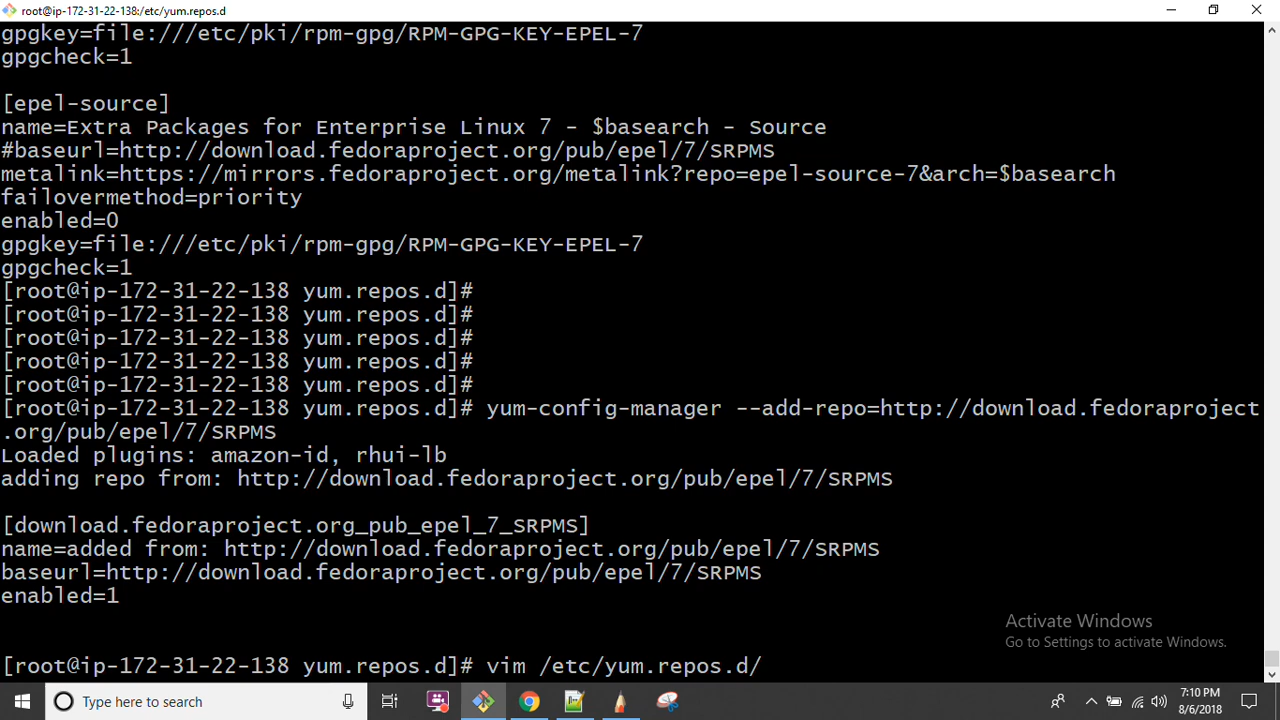 root@ip-172-31-22-138:/etc/yum.repos.d
gpgkey=file:///etc/pki/rpm-gpg/RPM-GPG-KEY-EPEL-7
gpgcheck=1
[epel-source]
name=Extra Packages for Enterprise Linux 7 - $basearch - Source
#baseurl=http://download.fedoraproject.org/pub/epel/7/SRPMS
metalink=https://mirrors.fedoraproject.org/metalink?repo=epel-source-7&arch=$basearch
failovermethod=priority
enabled=0
gpgkey=file:///etc/pki/rpm-gpg/RPM-GPG-KEY-EPEL-7
gpgcheck=1
[root@ip-172-31-22-138 yum.repos.d]#
[root@ip-172-31-22-138 yum.repos.d]#
[root@ip-172-31-22-138 yum.repos.d]#
[root@ip-172-31-22-138 yum.repos.d]#
[root@ip-172-31-22-138 yum.repos.d]#
[root@ip-172-31-22-138 yum.repos.d]# yum-config-manager --add-repo=http://download.fedoraproject
.org/pub/epel/7/SRPMS
Loaded plugins: amazon-id, rhui-lb
adding repo from: http://download.fedoraproject.org/pub/epel/7/SRPMS
[download.fedoraproject.org_pub_epel_7_SRPMS]
name=added from: http://download.fedoraproject.org/pub/epel/7/SRPMS
baseurl=http://download.fedoraproject.org/pub/epel/7/SRPMS
enabled=1
Activate Windows
Go to Settings to activate Windows.
[root@ip-172-31-22-138 yum.repos.d]# vim /etc/yum.repos.d/
Type here to search
7:10 PM
8/6/2018